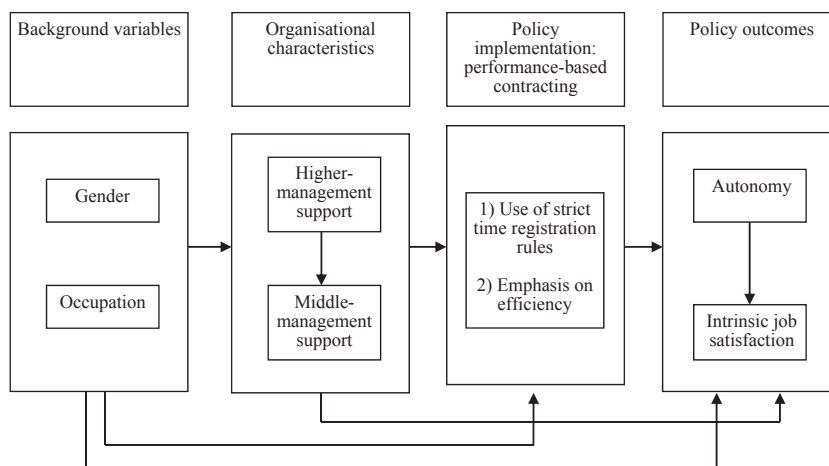 Background variables
Organisational
characteristics
Policy
implementation:
performance-based
contracting
Policy outcomes
Gender
Occupation
Higher-
management
support
Middle-
management
support
1) Use of strict
time registration
rules
2) Emphasis on
efficiency
Autonomy
Intrinsic job
satisfaction